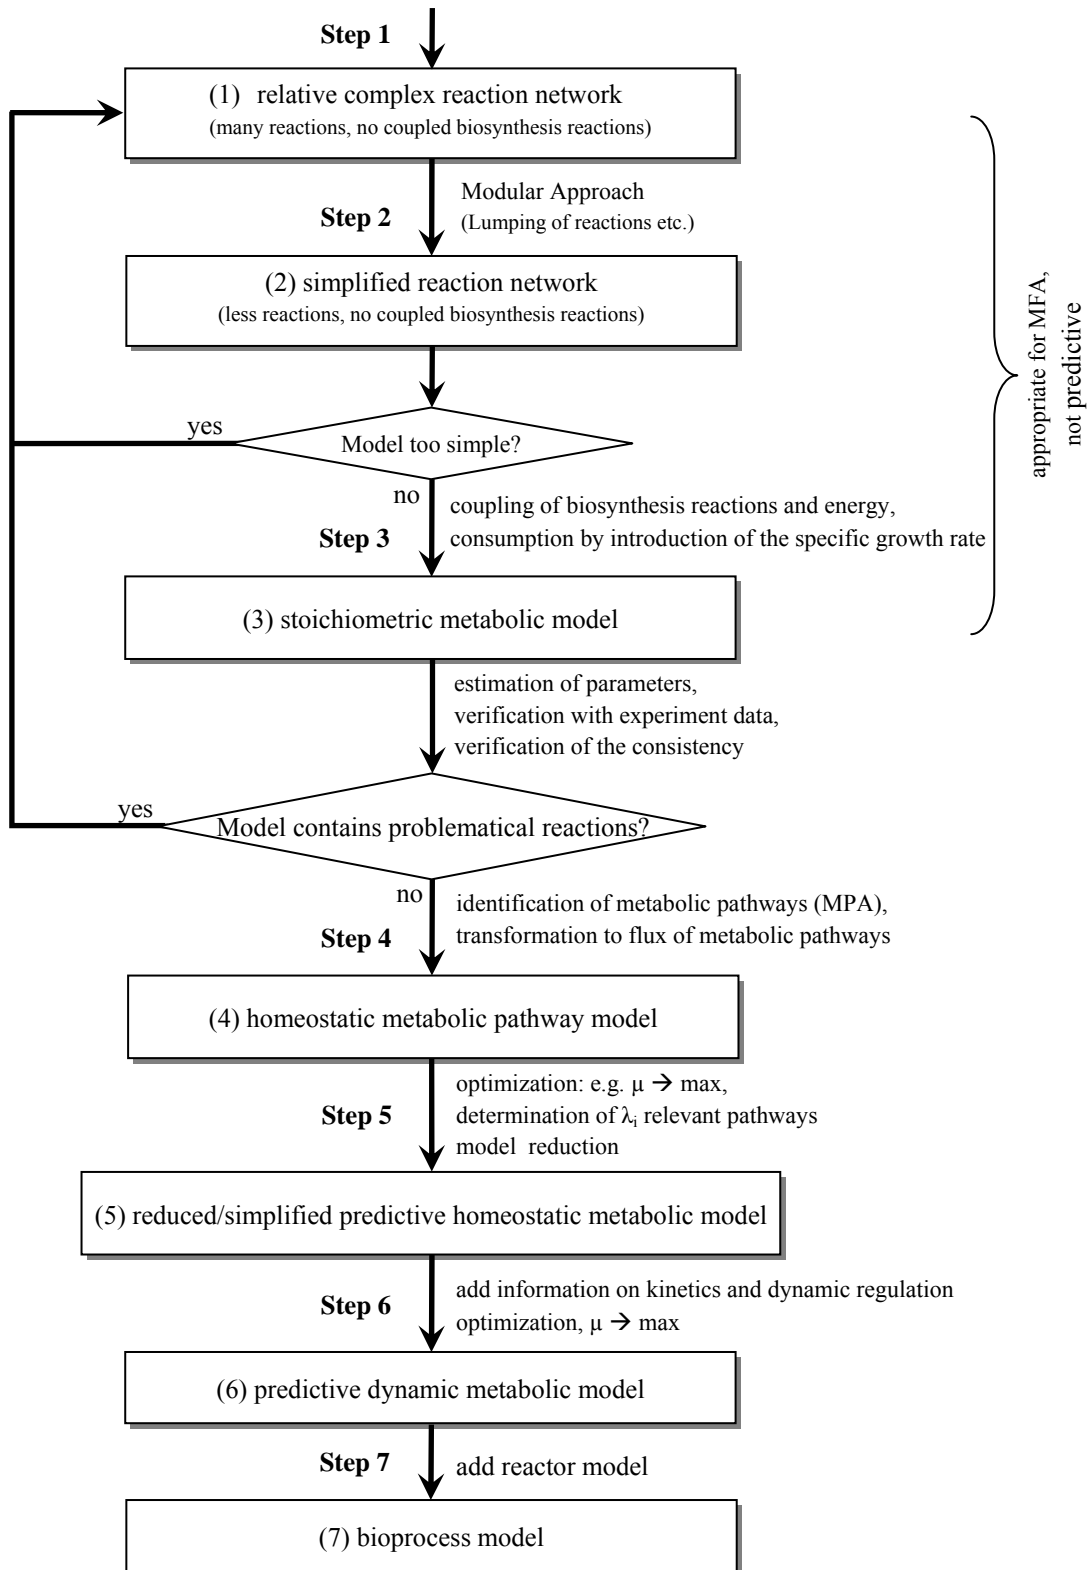 Step 1
(1) relative complex reaction network
(many reactions, no coupled biosynthesis reactions)
Modular Approach
(Lumping of reactions etc.)
Step 2
(2) simplified reaction network
(less reactions, no coupled biosynthesis reactions)
yes
Model too simple?
no
coupling of biosynthesis reactions and energy,
consumption by introduction of the specific growth rate
Step 3
(3) stoichiometric metabolic model
appropriate for MFA,
not predictive
estimation of parameters,
verification with experiment data,
verification of the consistency
yes
Model contains problematical reactions?
no
identification of metabolic pathways (MPA),
transformation to flux of metabolic pathways
Step 4
(4) homeostatic metabolic pathway model
optimization: e.g. µ → max,
determination of λi relevant pathways
model reduction
Step 5
(5) reduced/simplified predictive homeostatic metabolic model
add information on kinetics and dynamic regulation
optimization, µ → max
Step 6
(6) predictive dynamic metabolic model
Step 7
add reactor model
(7) bioprocess model